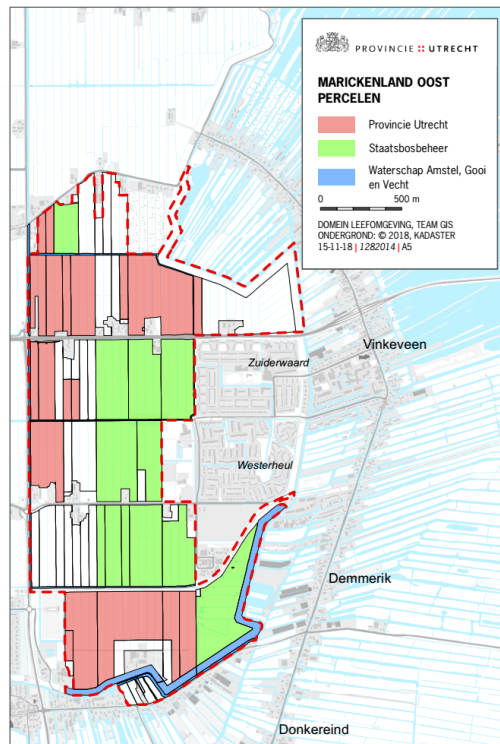 PROVINCIE UTRECHT
MARICKENLAND OOST
PERCELEN
Provincie Utrecht
Staatsbosbeheer
Waterschap Amstel, Gooi
en Vecht
0 500 m
DOMEIN LEEFOMGEVING, TEAM GIS
ONDERGROND: © 2018, KADASTER
15-11-18 | 1282014 | A5
Vinkeveen
Zuiderwaard
Westerheul
Demmerik
Donkereind